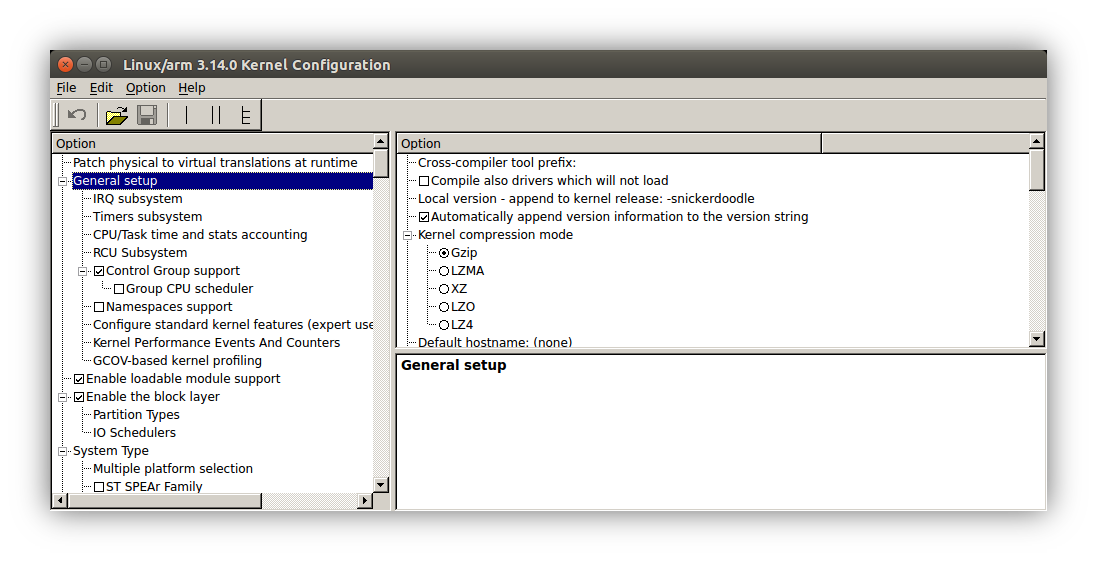 Linux/arm 3.14.0 Kernel Configuration
File Edit Option Help
Option
Patch physical to virtual translations at runtime
General setup
IRQ subsystem
Timers subsystem
CPU/Task time and stats accounting
RCU Subsystem
Control Group support
Group CPU scheduler
Namespaces support
Configure standard kernel features (expert use
Kernel Performance Events And Counters
GCOV-based kernel profiling
Enable loadable module support
Enable the block layer
Partition Types
IO Schedulers
System Type
Multiple platform selection
ST SPEAr Family
Option
Cross-compiler tool prefix:
Compile also drivers which will not load
Local version - append to kernel release: -snickerdoodle
Automatically append version information to the version string
Kernel compression mode
Gzip
LZMA
XZ
LZO
LZ4
Default hostname: (none)
General setup